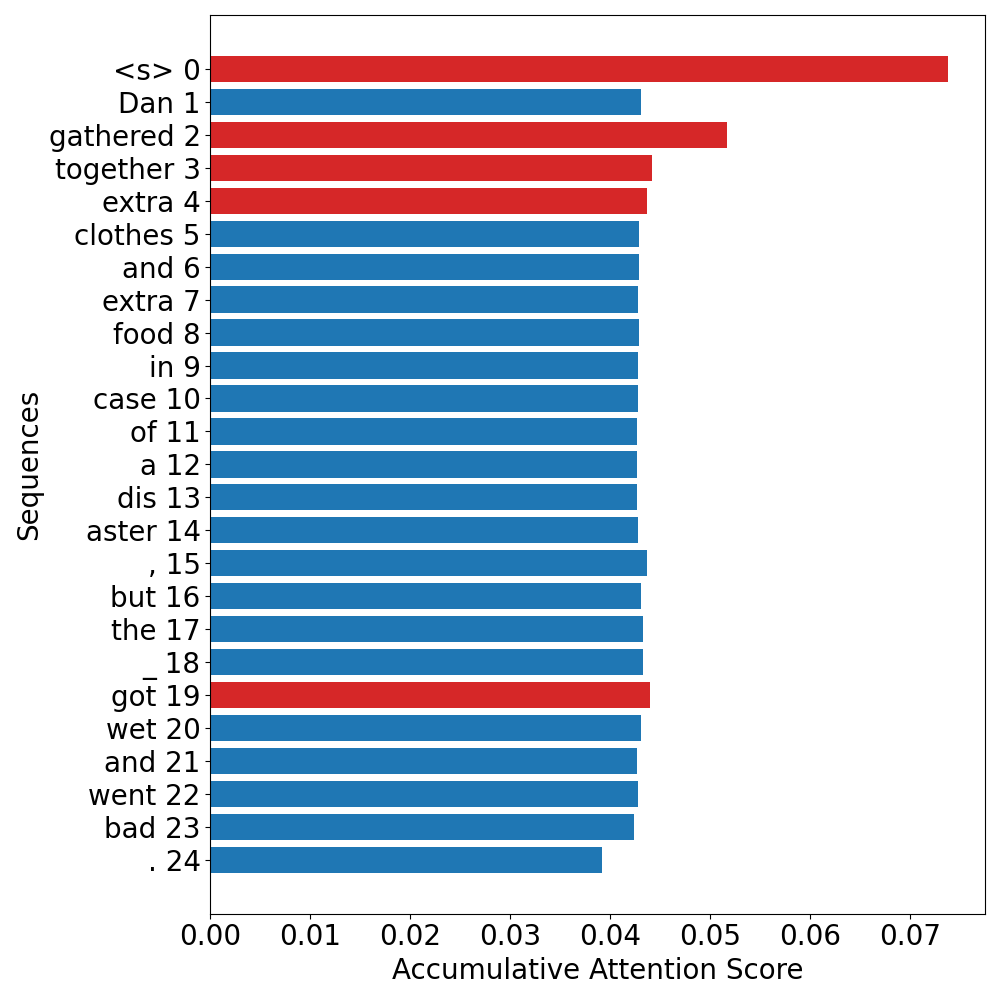 <s> 0
Dan 1
gathered 2
together 3
extra 4
clothes 5
and 6
extra 7
food 8
in 9
case 10
of 11
a 12
dis 13
aster 14
, 15
but 16
the 17
_ 18
got 19
wet 20
and 21
went 22
bad 23
. 24
Sequences
0.00 0.01 0.02 0.03 0.04 0.05 0.06 0.07
Accumulative Attention Score